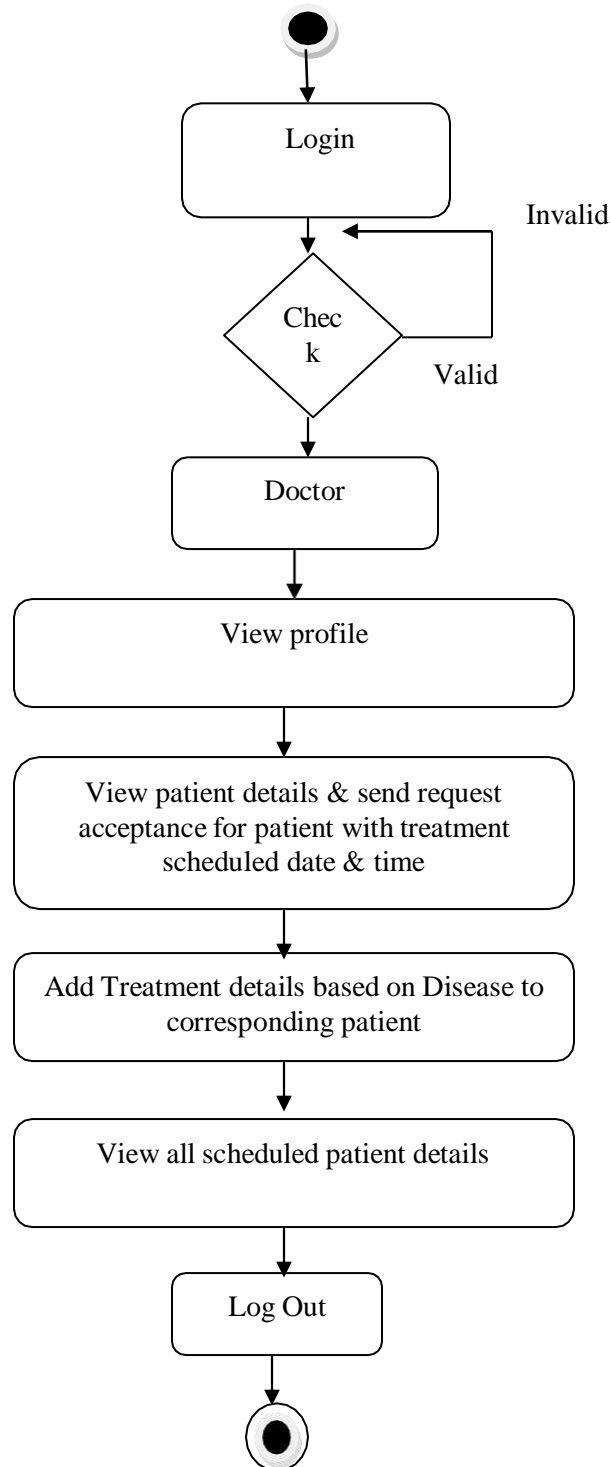 Login
Invalid
Chec
k
Valid
Doctor
View profile
View patient details & send request
acceptance for patient with treatment
scheduled date & time
Add Treatment details based on Disease to
corresponding patient
View all scheduled patient details
Log Out